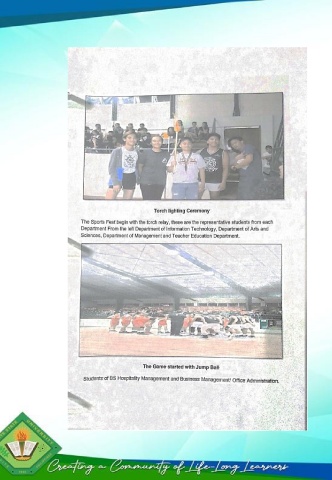 Torch lighting Ceremony
The Sports Fest begin with the torch relay, these are the representative students from each
Department From the left Department of Information Technology, Department of Arts and
Sciences, Department of Management and Teacher Education Department.
The Game started with Jump Ball
Students of BS Hospitality Management and Business Management/ Office Administration.
Creating a Community of Life-Long Learners